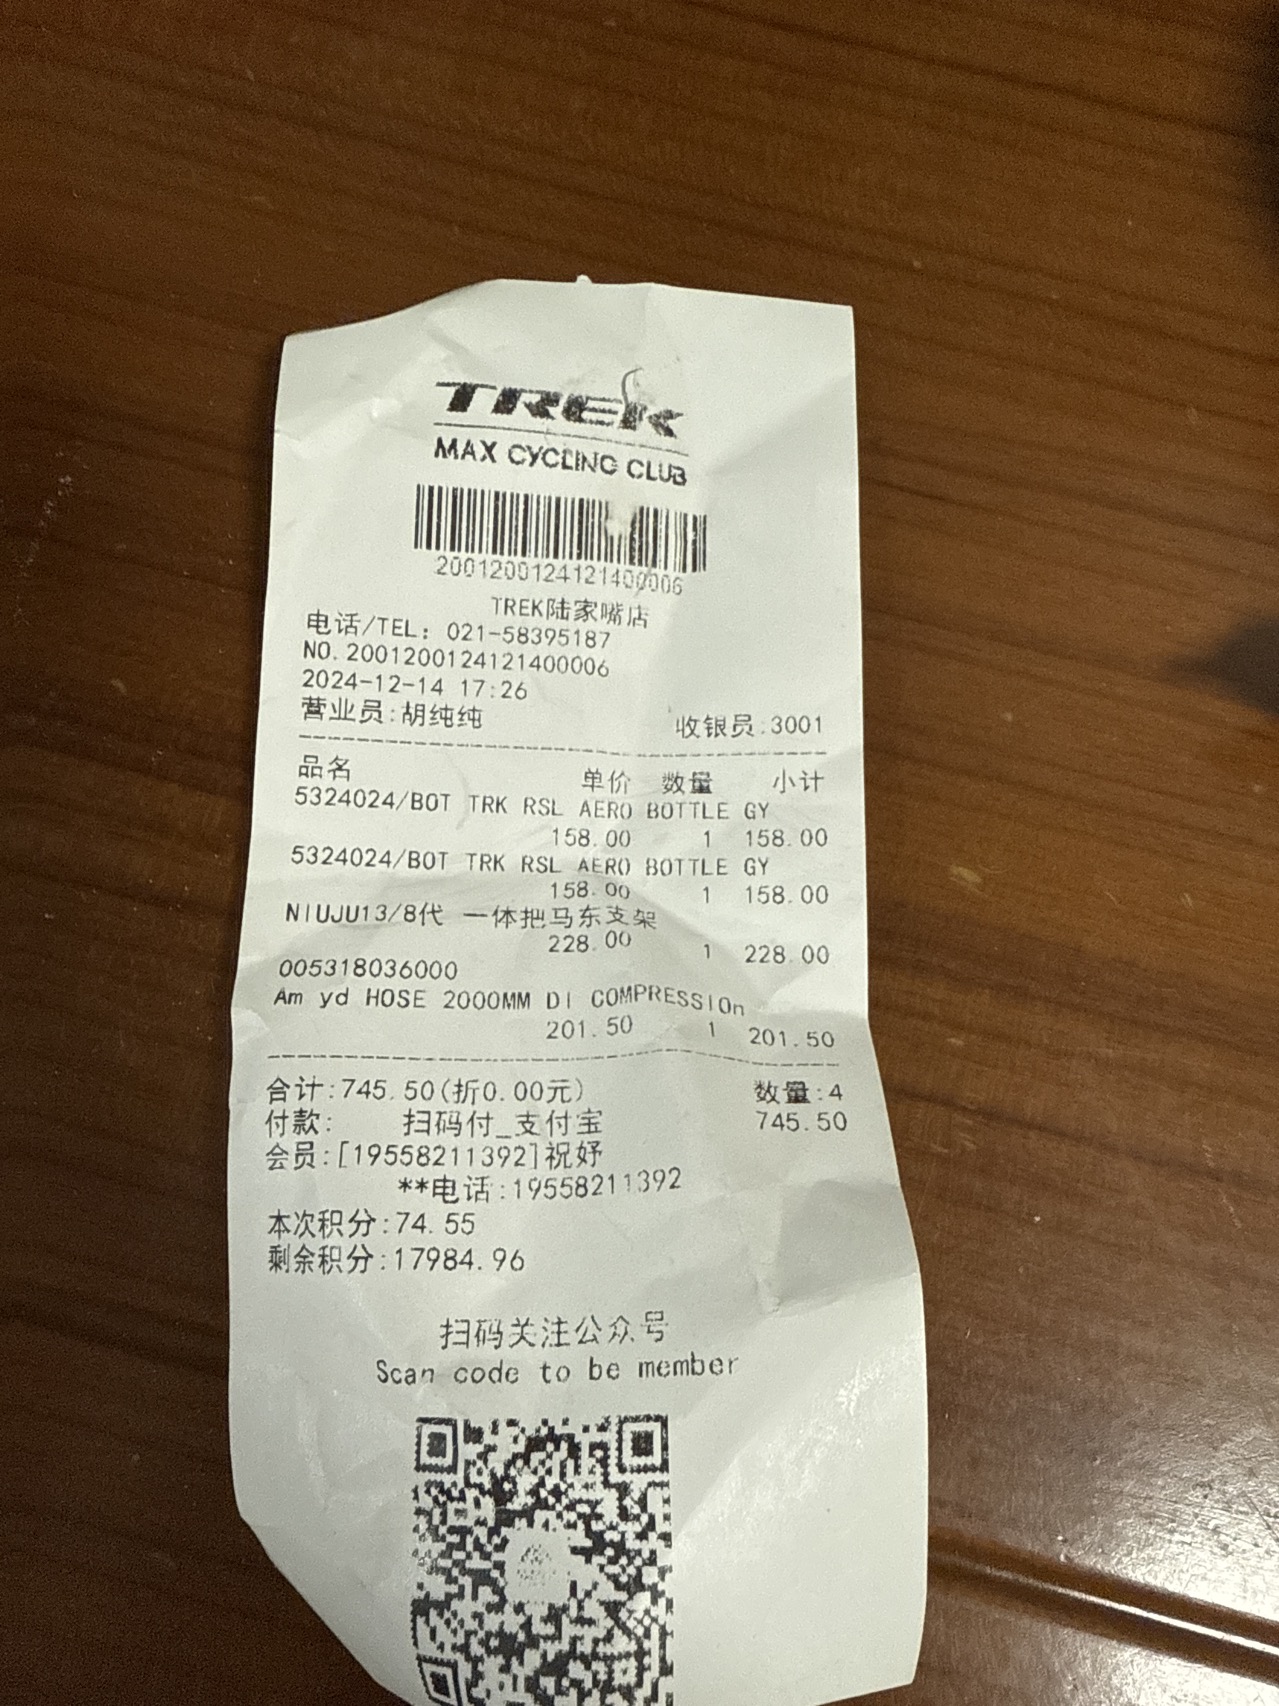 TREK
MAX CYCLING CLUB
2001200124121400006
TREK陆家嘴店
电话/TEL: 021-58395187
NO.2001200124121400006
2024-12-14 17:26
营业员:胡纯纯 收银员:3001
品名 单价 数量 小计
5324024/BOT TRK RSL AERO BOTTLE GY
158.00 1 158.00
5324024/BOT TRK RSL AERO BOTTLE GY
158.00 1 158.00
NIUJU13/8代 一体把马东支架
228.00 1 228.00
005318036000
Am yd HOSE 2000MM DI COMPRESSIOn
201.50 1 201.50
合计:745.50(折0.00元) 数量:4
付款: 扫码付_支付宝 745.50
会员:[19558211392]祝妤
**电话:19558211392
本次积分:74.55
剩余积分:17984.96
扫码关注公众号
Scan code to be member